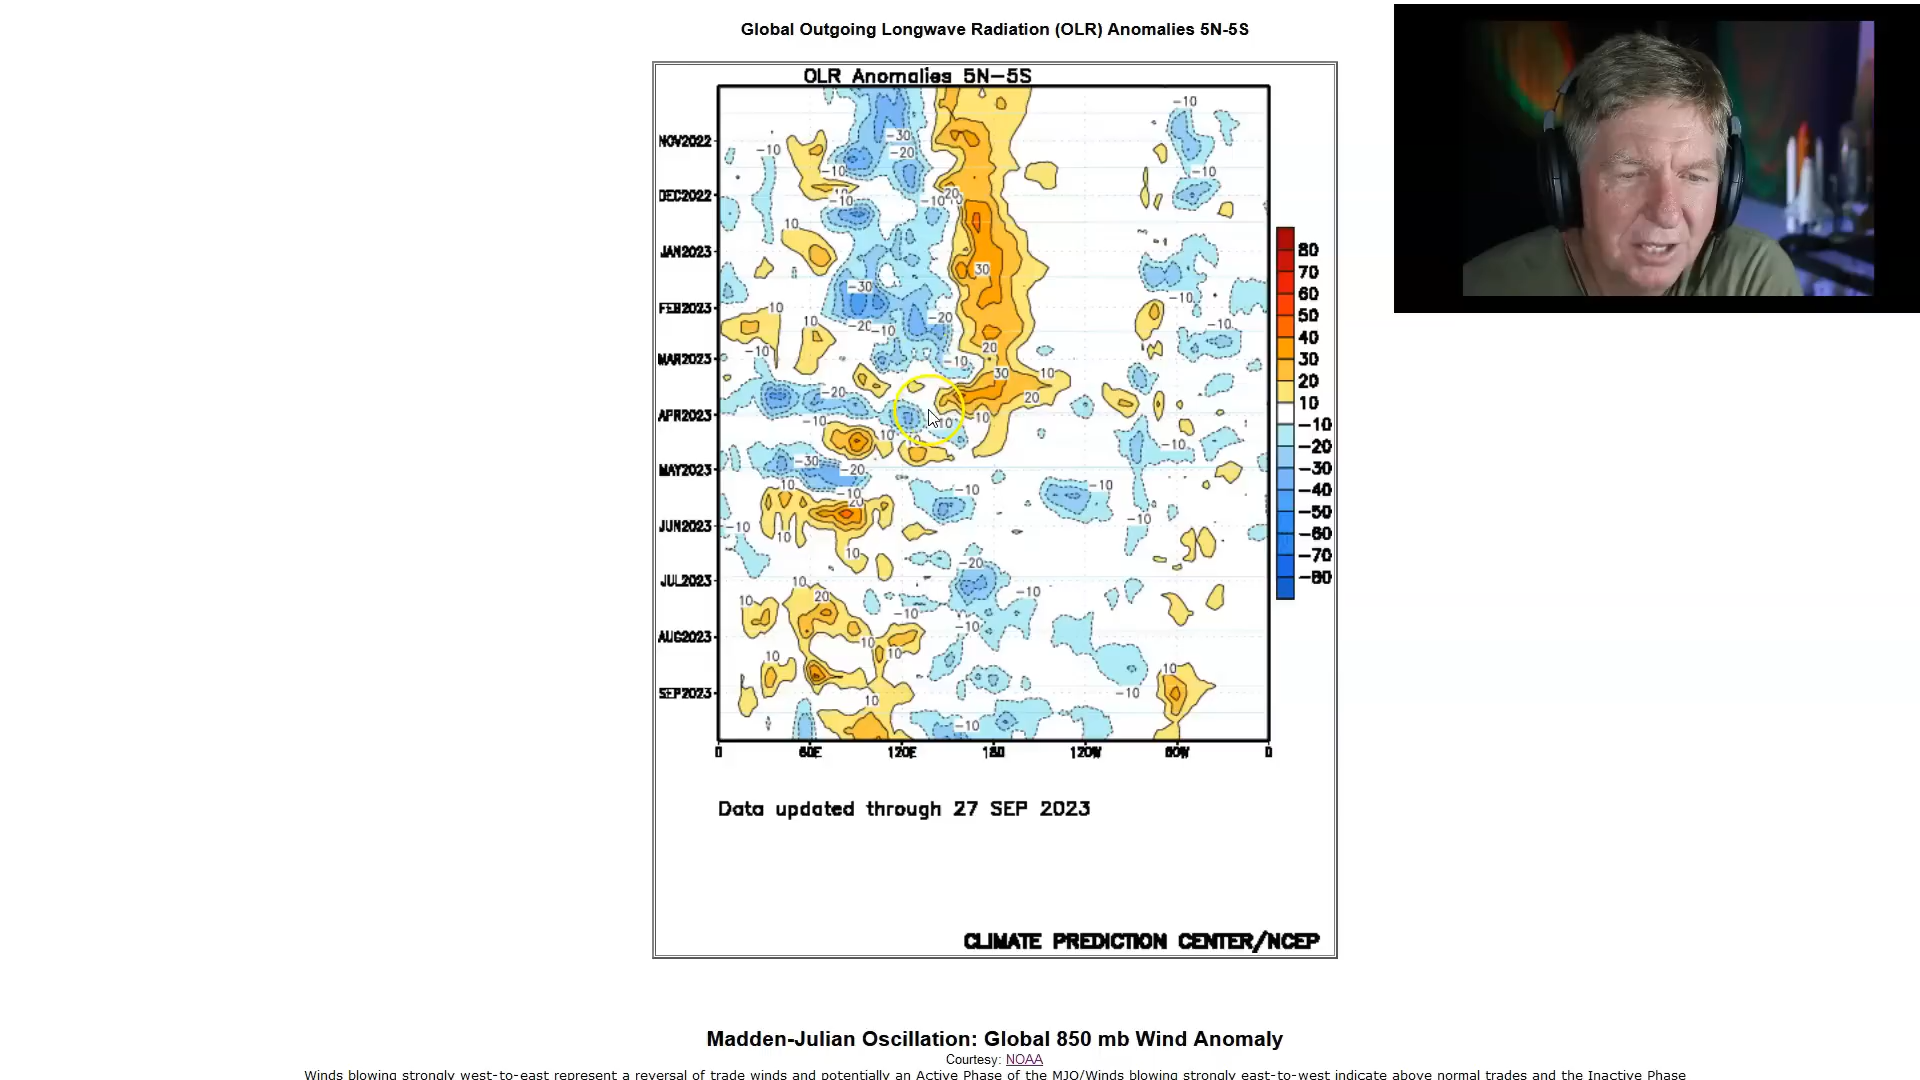 Global Outgoing Longwave Radiation (OLR) Anomalies 5N-5S
OLR Anomalies 5N-5S
NOV2022
DEC2022
JAN2023
FEB2023
MAR2023
APR2023
MAY2023
JUN2023
JUL2023
AUG2023
SEP2023
0 60E 120E 180 120W 60W 0
80
70
60
50
40
30
20
10
-10
-20
-30
-40
-50
-60
-70
-80
Data updated through 27 SEP 2023
CLIMATE PREDICTION CENTER/NCEP
Madden-Julian Oscillation: Global 850 mb Wind Anomaly
Courtesy: NOAA
Winds blowing strongly west-to-east represent a reversal of trade winds and potentially an Active Phase of the MJO/Winds blowing strongly east-to-west indicate above normal trades and the Inactive Phase